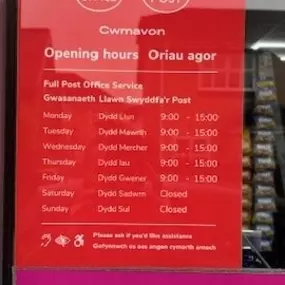 POST
Cwmavon
Opening hours Oriau agor
Full Post Office Service
Gwasanaeth Llawn Swyddfa'r Post
Monday Dydd Llun 9:00 - 15:00
Tuesday Dydd Mawrth 9:00 - 15:00
Wednesday Dydd Mercher 9:00 - 15:00
Thursday Dydd Iau 9:00 - 15:00
Friday Dydd Gwener 9:00 - 15:00
Saturday Dydd Sadwrn Closed
Sunday Dydd Sul Closed
Please ask if you'd like assistance
Gofynnwch os oes angen cymorth arnoch